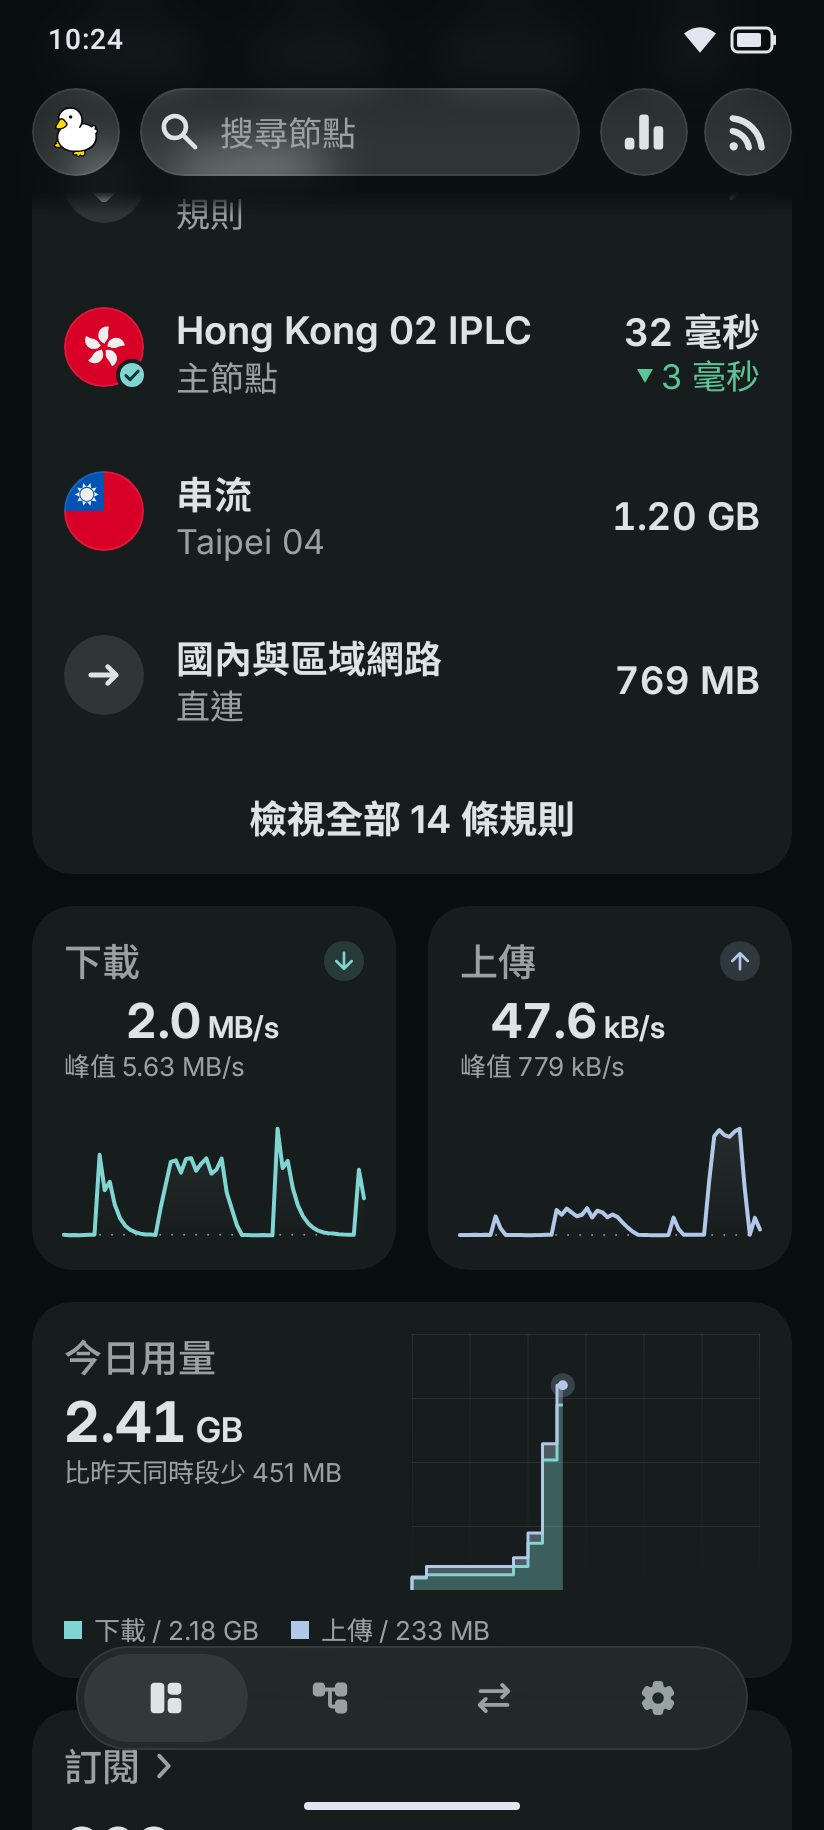 10:24
搜尋節點
規則
Hong Kong 02 IPLC
32 毫秒
主節點
▼3 毫秒
串流
1.20 GB
Taipei 04
國內與區域網路
769 MB
直連
檢視全部 14 條規則
下載
2.0 MB/s
峰值 5.63 MB/s
上傳
47.6 kB/s
峰值 779 kB/s
今日用量
2.41 GB
比昨天同時段少 451 MB
下載 / 2.18 GB
上傳 / 233 MB
訂閱